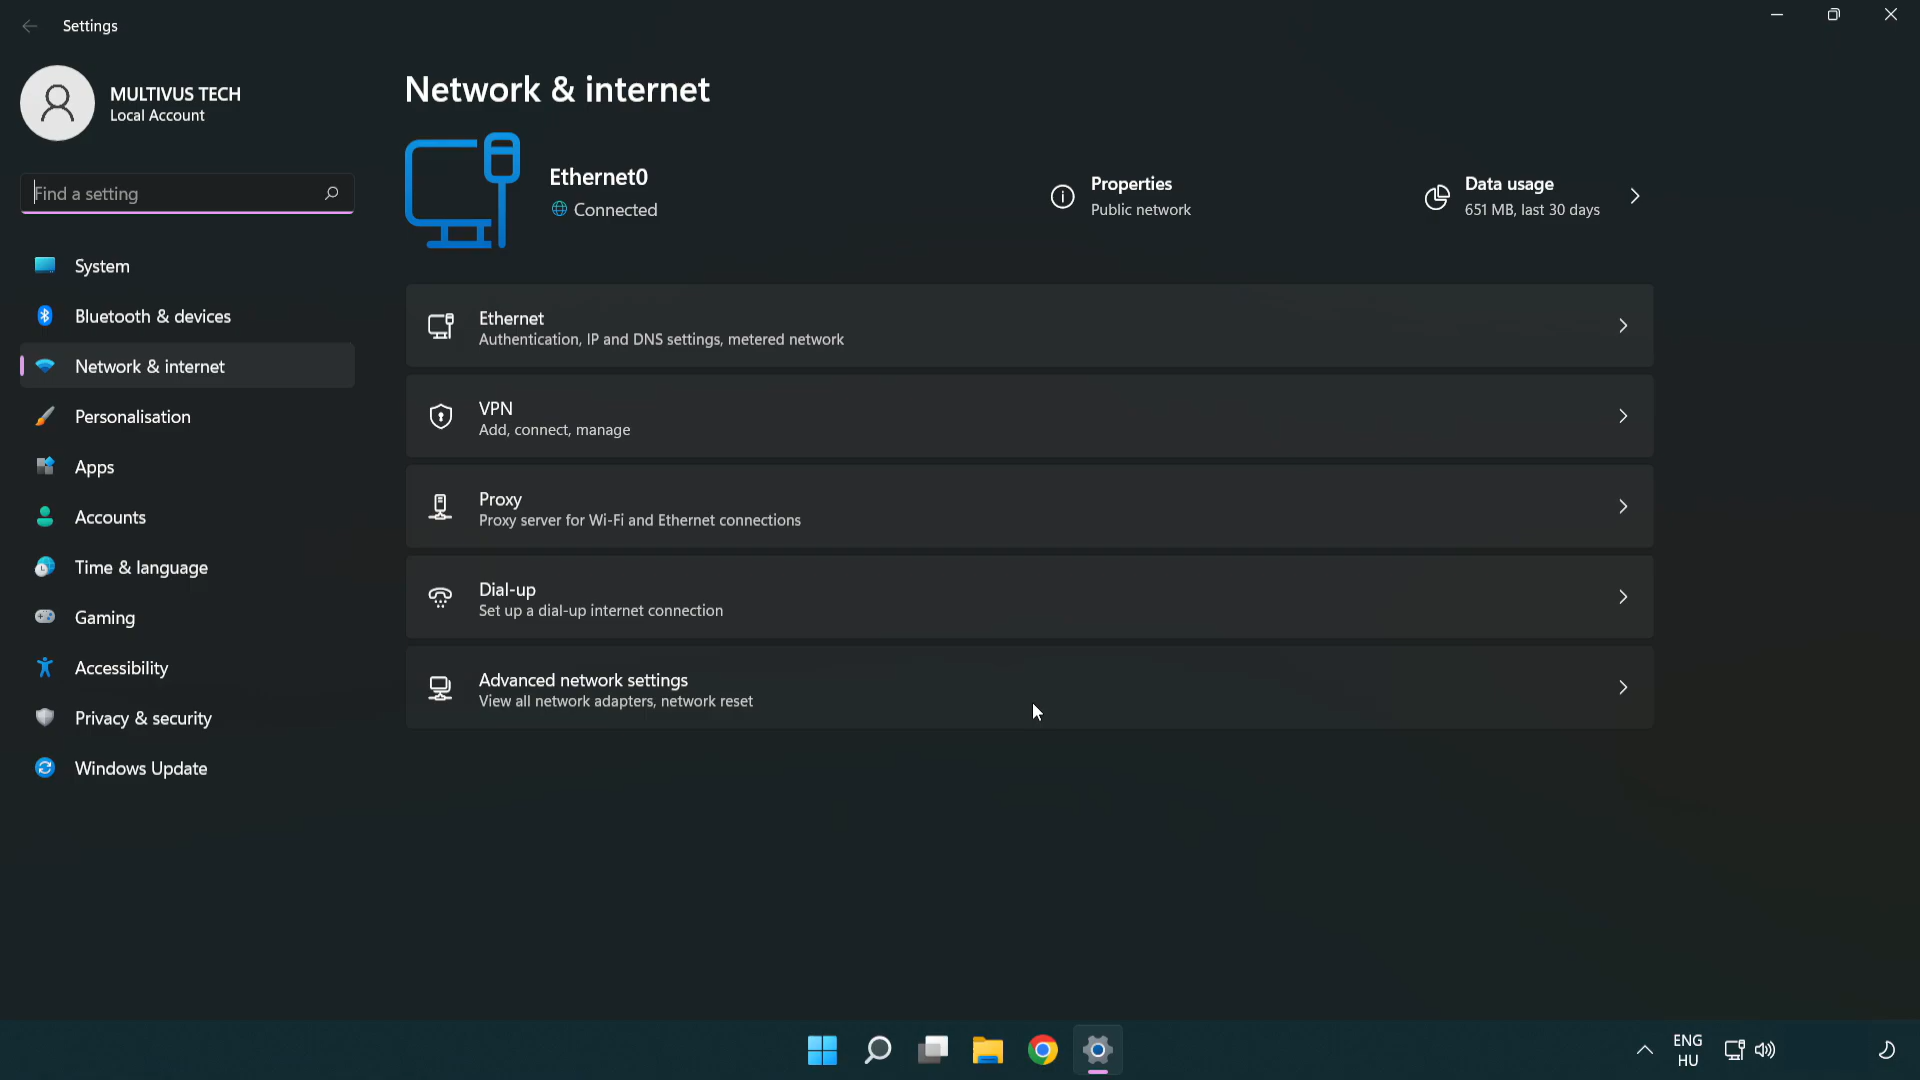 Settings
MULTIVUS TECH
Local Account
Find a setting
System
Bluetooth & devices
Network & internet
Personalisation
Apps
Accounts
Time & language
Gaming
Accessibility
Privacy & security
Windows Update
Network & internet
Ethernet0
Connected
Properties
Public network
Data usage
651 MB, last 30 days
Ethernet
Authentication, IP and DNS settings, metered network
VPN
Add, connect, manage
Proxy
Proxy server for Wi-Fi and Ethernet connections
Dial-up
Set up a dial-up internet connection
Advanced network settings
View all network adapters, network reset
ENG
HU